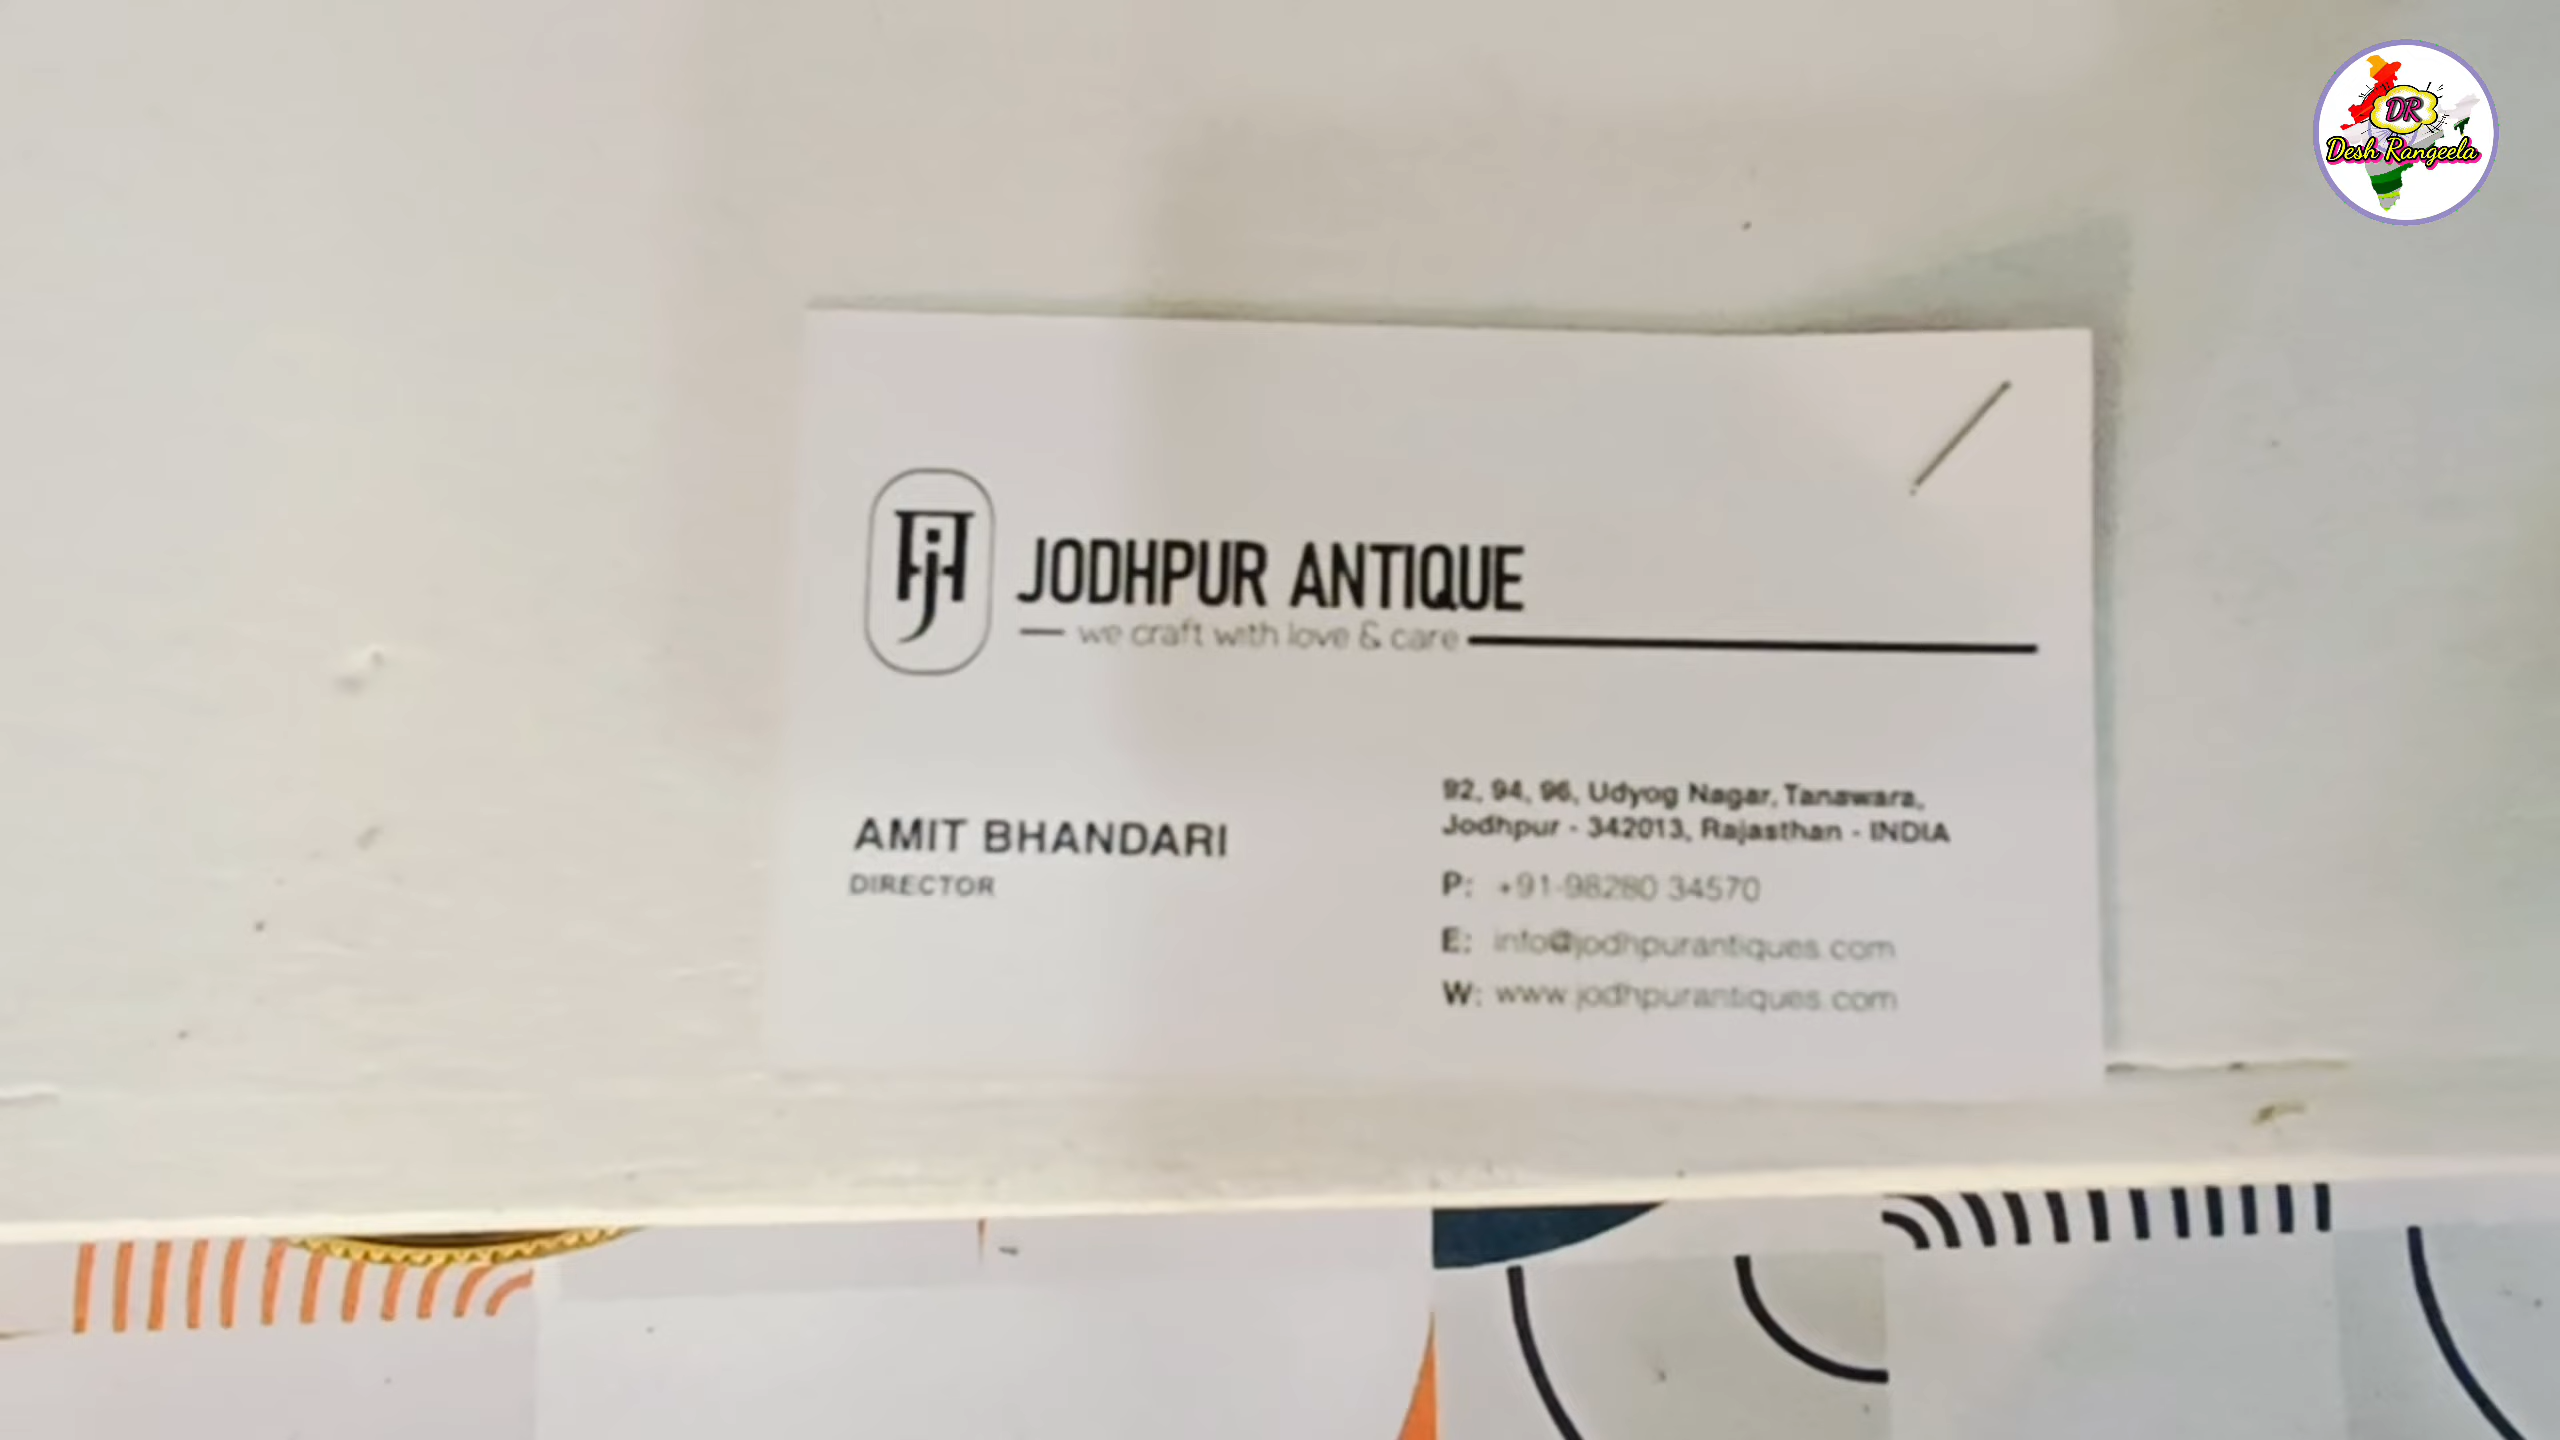 DR
Desh Rangeela
JODHPUR ANTIQUE
we craft with love & care
AMIT BHANDARI
DIRECTOR
92, 94, 96, Udyog Nagar, Tanawara,
Jodhpur - 342013, Rajasthan - INDIA
P: +91-98280 34570
E: info@jodhpurantiques.com
W: www.jodhpurantiques.com